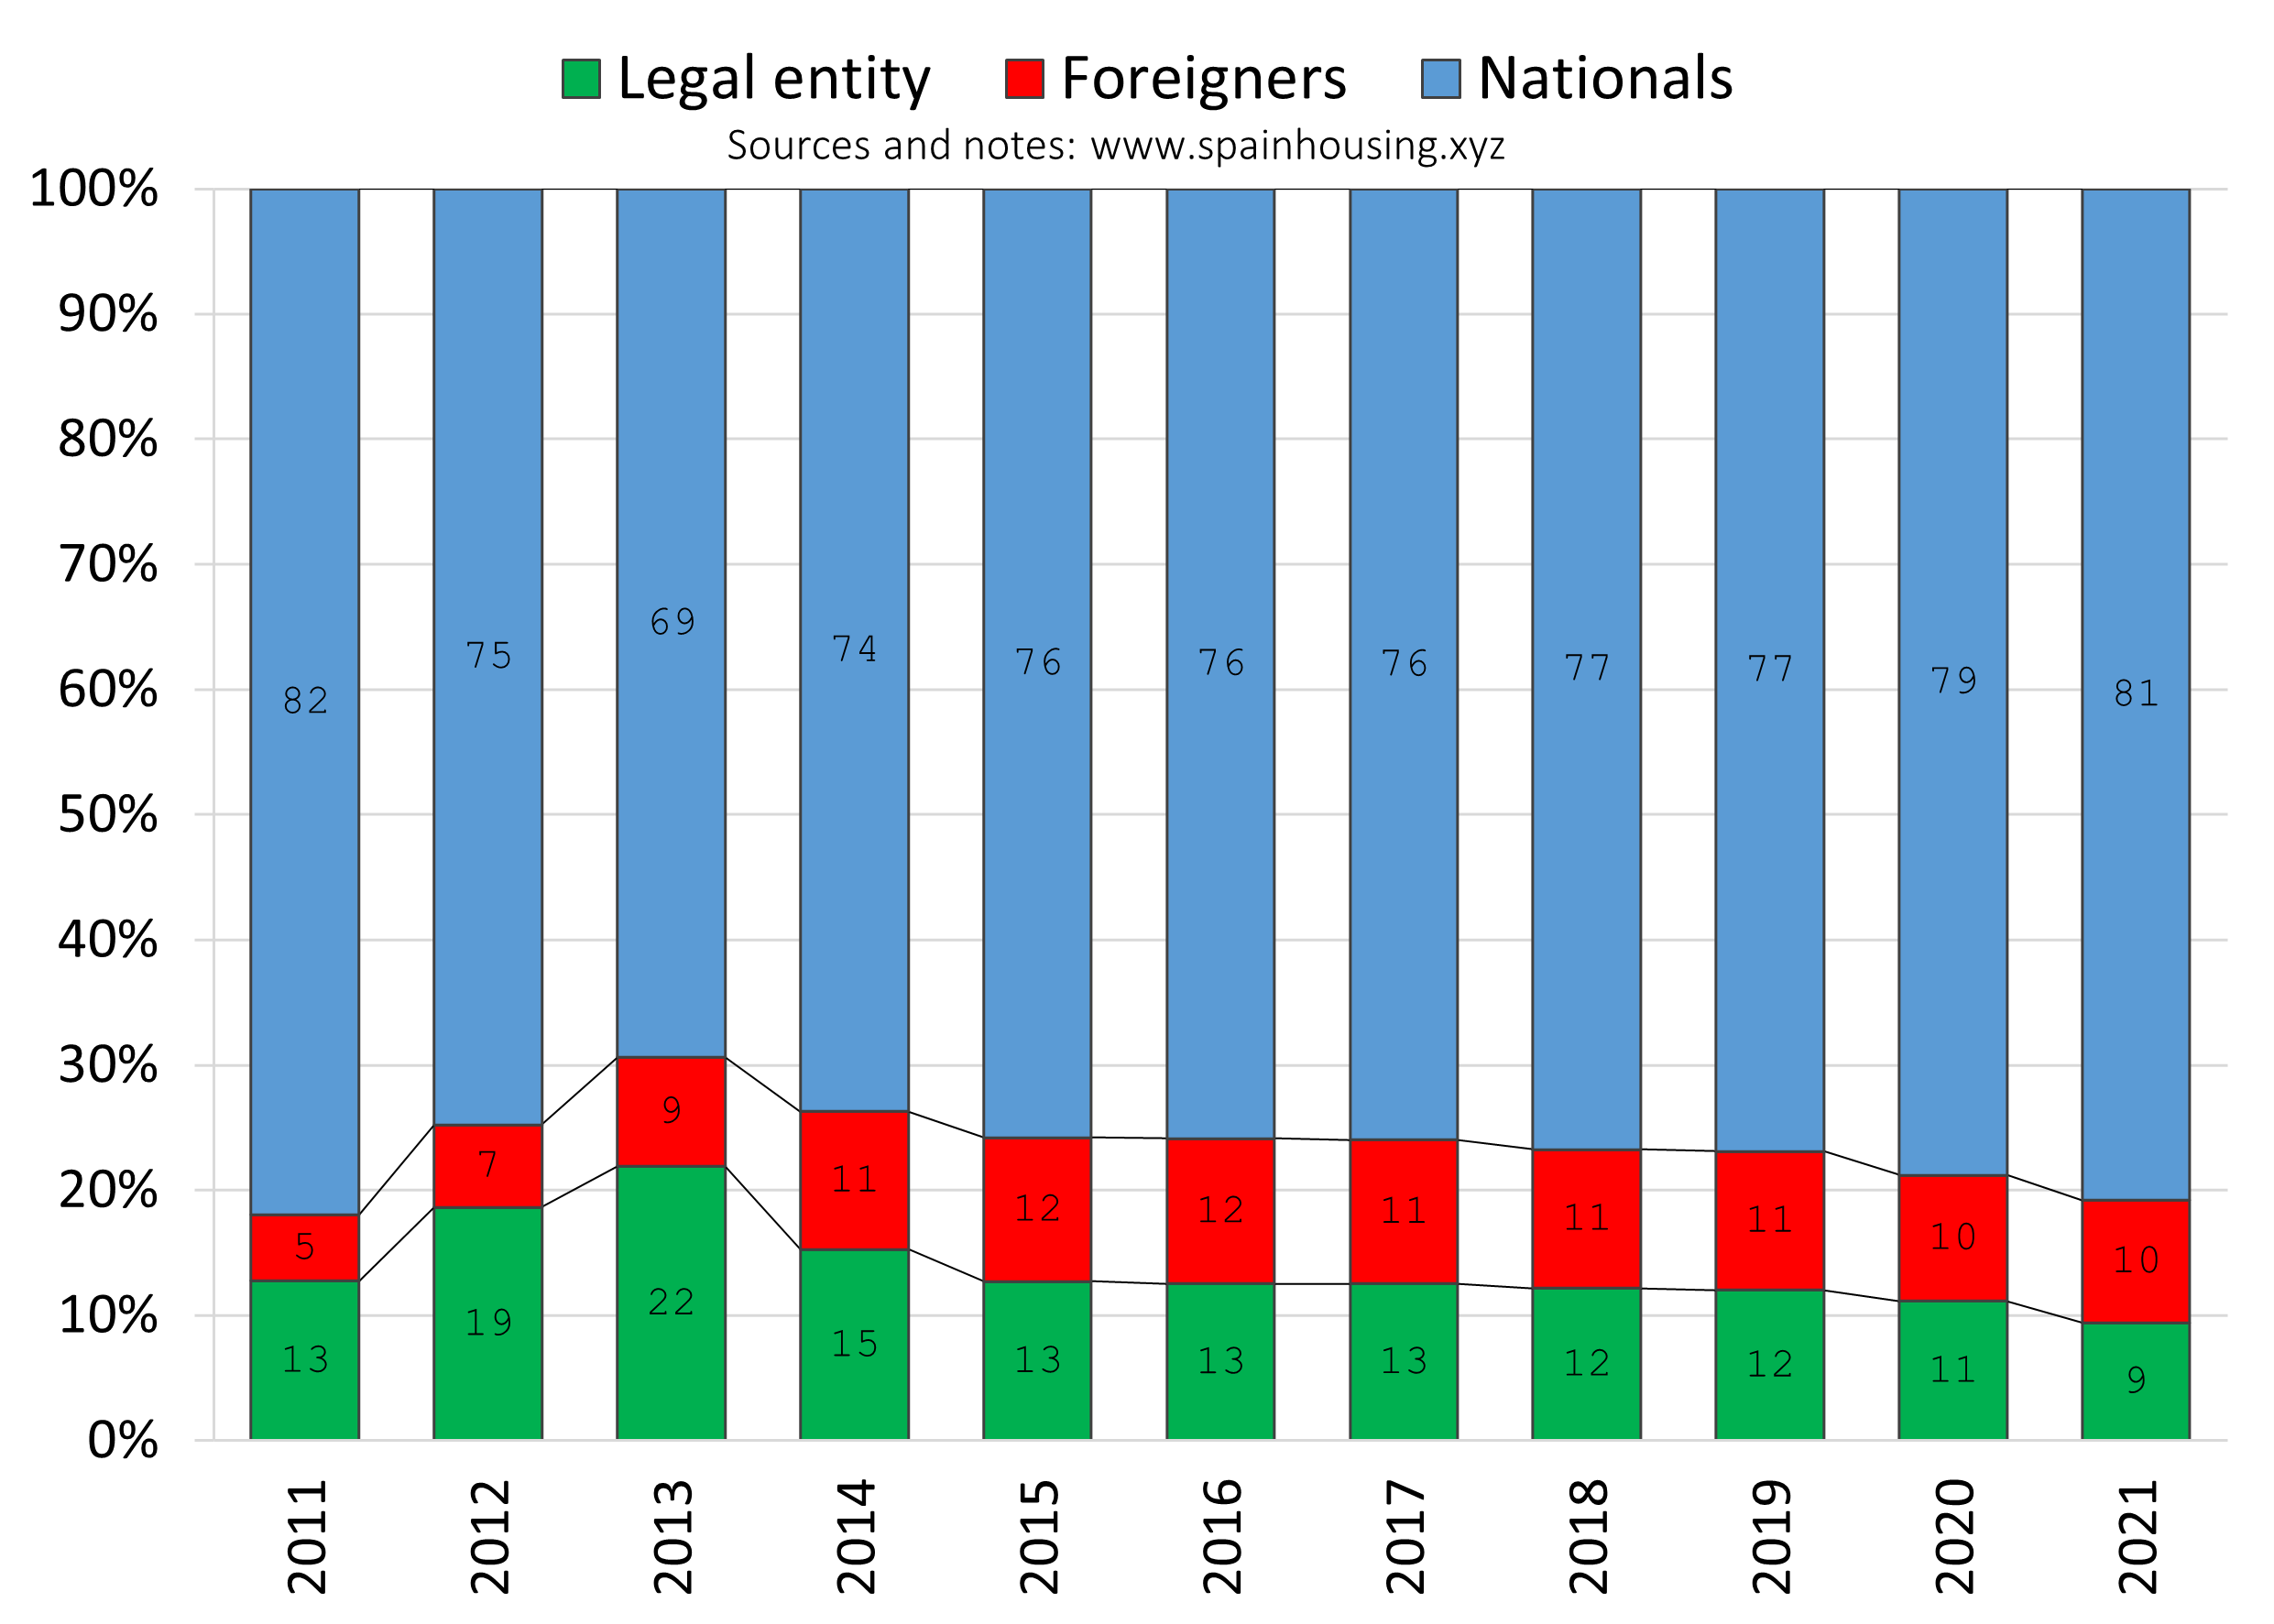 Legal entity Foreigners Nationals
Sources and notes: www.spainhousing.xyz
100%
90%
80%
70%
60%
50%
40%
30%
20%
10%
0%
82 75 69 74 76 76 76 77 77 79 81
5 7 9 11 12 12 11 11 11 10 10
13 19 22 15 13 13 13 12 12 11 9
2011 2012 2013 2014 2015 2016 2017 2018 2019 2020 2021